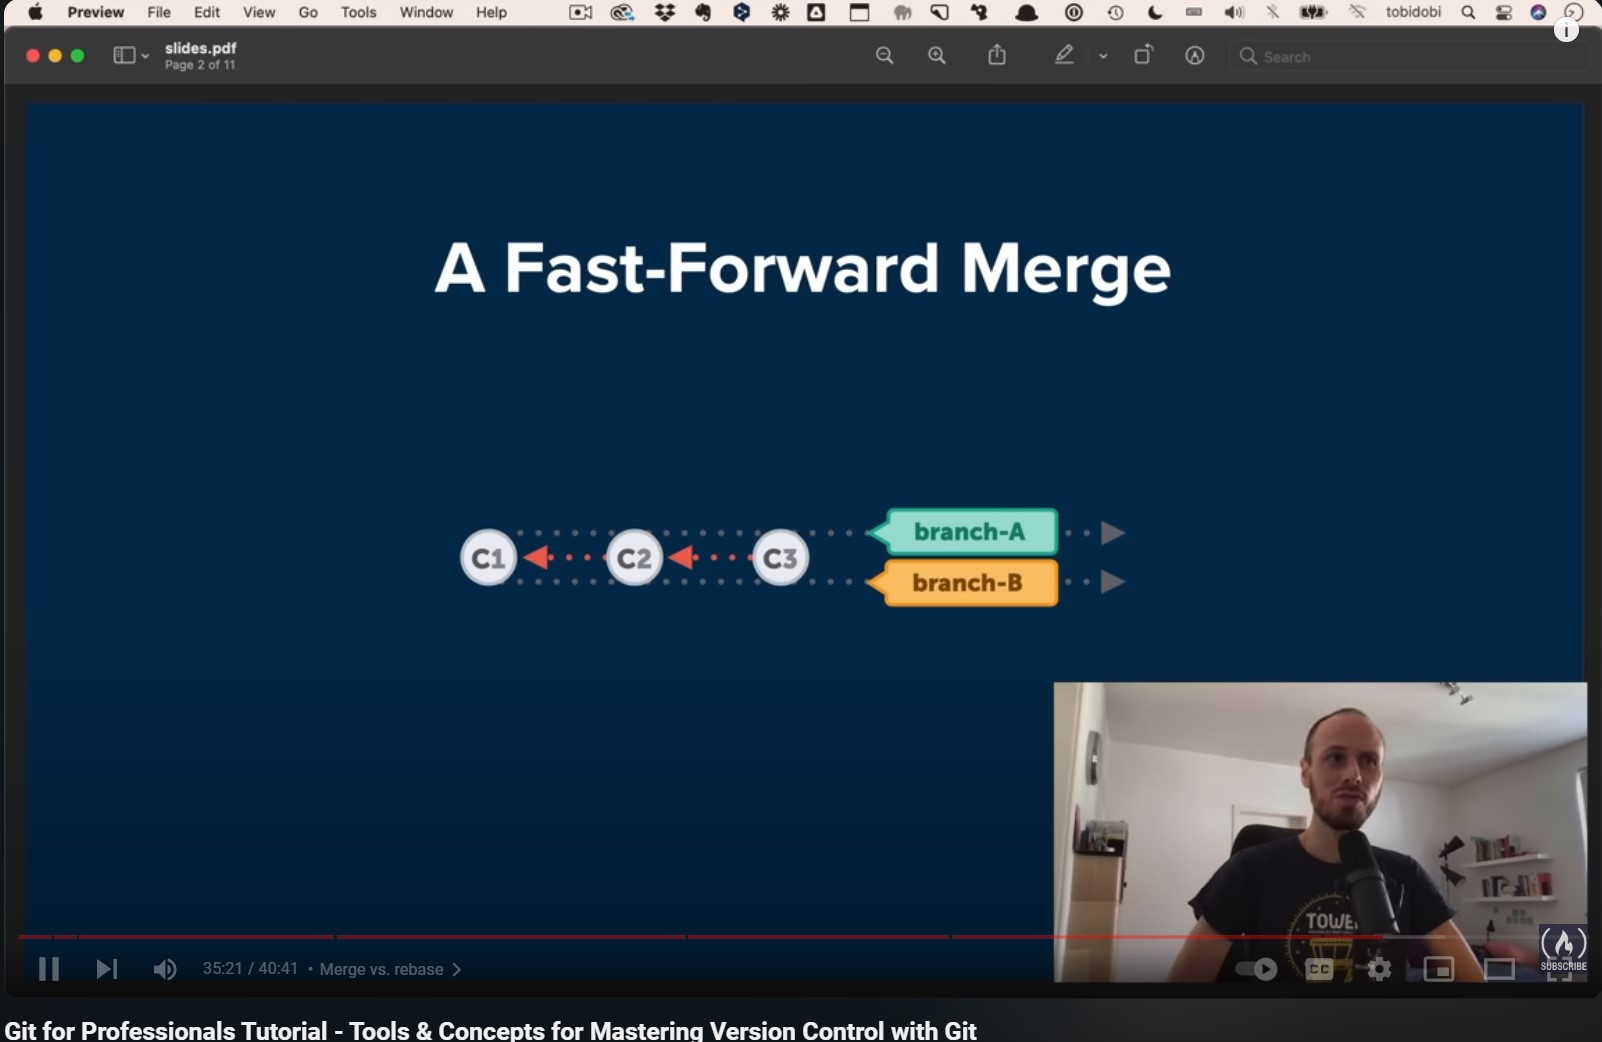 Preview File Edit View Go Tools Window Help tobidobi
slides.pdf
Page 2 of 11
Search
A Fast-Forward Merge
C1 C2 C3
branch-A
branch-B
TOWER
35:21 / 40:41 • Merge vs. rebase
CC
SUBSCRIBE
Git for Professionals Tutorial - Tools & Concepts for Mastering Version Control with Git